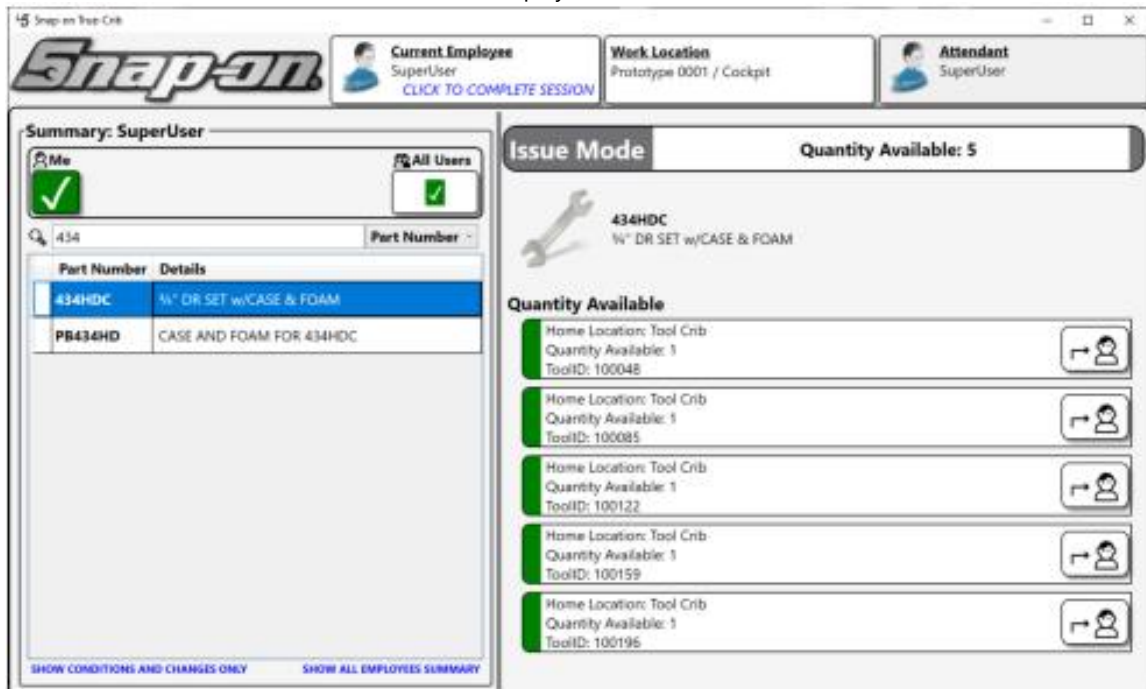 Snap-on True Crib
Snap-on
Current Employee
SuperUser
CLICK TO COMPLETE SESSION
Work Location
Prototype 0001 / Cockpit
Attendant
SuperUser
Summary: SuperUser
Me
All Users
434
Part Number
Part Number Details
434HDC ¾" DR SET w/CASE & FOAM
PB434HD CASE AND FOAM FOR 434HDC
SHOW CONDITIONS AND CHANGES ONLY
SHOW ALL EMPLOYEES SUMMARY
Issue Mode
Quantity Available: 5
434HDC
¾" DR SET w/CASE & FOAM
Quantity Available
Home Location: Tool Crib
Quantity Available: 1
ToolID: 100048
Home Location: Tool Crib
Quantity Available: 1
ToolID: 100085
Home Location: Tool Crib
Quantity Available: 1
ToolID: 100122
Home Location: Tool Crib
Quantity Available: 1
ToolID: 100159
Home Location: Tool Crib
Quantity Available: 1
ToolID: 100196